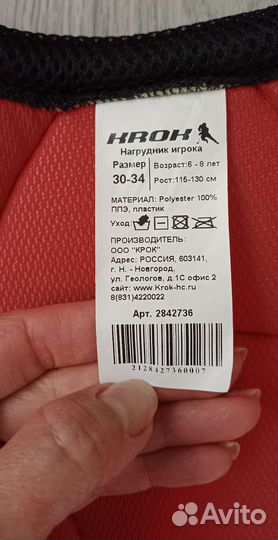 KROK
Нагрудник игрока
Размер Возраст:6 - 8 лет
30-34 Рост:115-130 см
МАТЕРИАЛ: Polyester 100%
ППЭ, пластик
Уход:
ПРОИЗВОДИТЕЛЬ:
ООО "КРОК"
Адрес: РОССИЯ, 603141,
г. Н. - Новгород,
ул. Геологов, д.1С офис 2
сайт: www.Krok-hc.ru
8(831)4220022
Арт. 2842736
2128427360007
Avito